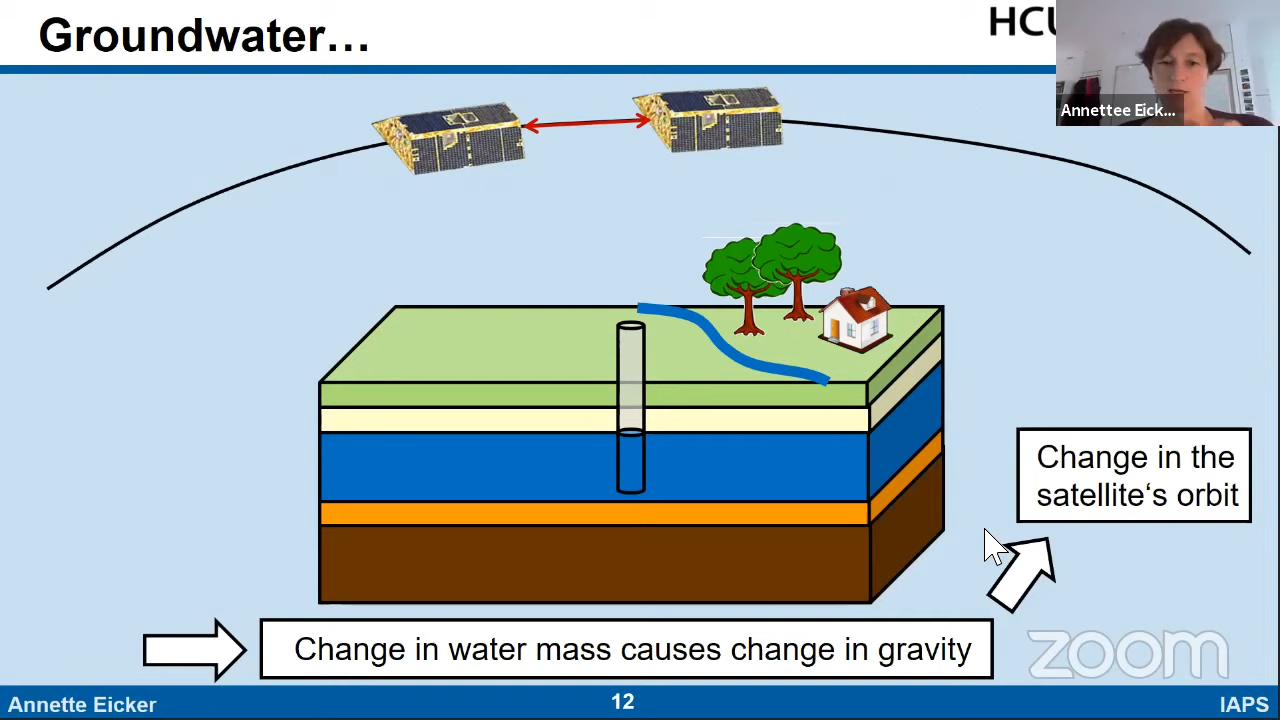 Groundwater…
HCU
Annettee Eick...
Change in the
satellite‘s orbit
Change in water mass causes change in gravity
zoom
Annette Eicker
12
IAPS